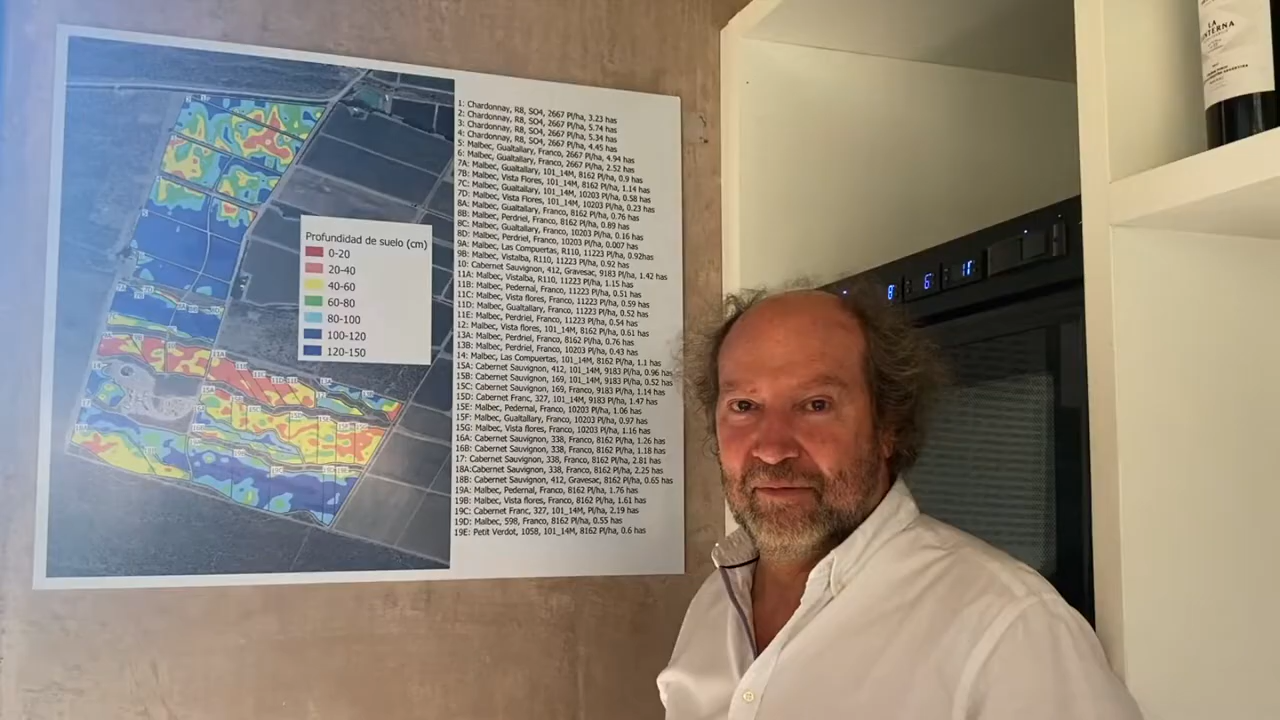 Profundidad de suelo (cm)
0-20
20-40
40-60
60-80
80-100
100-120
120-150
1: Chardonnay, R8, SO4, 2667 Pl/ha, 3.23 has
2: Chardonnay, R8, SO4, 2667 Pl/ha, 5.74 has
3: Chardonnay, R8, SO4, 2667 Pl/ha, 5.34 has
4: Chardonnay, R8, SO4, 2667 Pl/ha, 4.45 has
5: Malbec, Gualtallary, Franco, 2667 Pl/ha, 4.94 has
6: Malbec, Gualtallary, Franco, 2667 Pl/ha, 2.52 has
7A: Malbec, Gualtallary, 101_14M, 8162 Pl/ha, 0.9 has
7B: Malbec, Vista Flores, 101_14M, 8162 Pl/ha, 1.14 has
7C: Malbec, Gualtallary, 101_14M, 10203 Pl/ha, 0.58 has
7D: Malbec, Vista Flores, 101_14M, 10203 Pl/ha, 0.23 has
8A: Malbec, Gualtallary, Franco, 8162 Pl/ha, 0.76 has
8B: Malbec, Perdriel, Franco, 8162 Pl/ha, 0.89 has
8C: Malbec, Gualtallary, Franco, 10203 Pl/ha, 0.16 has
8D: Malbec, Perdriel, Franco, 10203 Pl/ha, 0.007 has
9A: Malbec, Las Compuertas, R110, 11223 Pl/ha, 0.92has
9B: Malbec, Vistalba, R110, 11223 Pl/ha, 0.92 has
10: Cabernet Sauvignon, 412, Gravesac, 9183 Pl/ha, 1.42 has
11A: Malbec, Vistalba, R110, 11223 Pl/ha, 1.15 has
11B: Malbec, Pedernal, Franco, 11223 Pl/ha, 0.51 has
11C: Malbec, Vista flores, Franco, 11223 Pl/ha, 0.59 has
11D: Malbec, Gualtallary, Franco, 11223 Pl/ha, 0.52 has
11E: Malbec, Perdriel, Franco, 11223 Pl/ha, 0.54 has
12: Malbec, Vista flores, 101_14M, 8162 Pl/ha, 0.61 has
13A: Malbec, Perdriel, Franco, 8162 Pl/ha, 0.76 has
13B: Malbec, Perdriel, Franco, 10203 Pl/ha, 0.43 has
14: Malbec, Las Compuertas, 101_14M, 8162 Pl/ha, 1.1 has
15A: Cabernet Sauvignon, 412, 101_14M, 9183 Pl/ha, 0.96 has
15B: Cabernet Sauvignon, 169, 101_14M, 9183 Pl/ha, 0.52 has
15C: Cabernet Sauvignon, 169, Franco, 9183 Pl/ha, 1.14 has
15D: Cabernet Franc, 327, 101_14M, 9183 Pl/ha, 1.47 has
15E: Malbec, Pedernal, Franco, 10203 Pl/ha, 1.06 has
15F: Malbec, Gualtallary, Franco, 10203 Pl/ha, 0.97 has
15G: Malbec, Vista flores, Franco, 10203 Pl/ha, 1.16 has
16A: Cabernet Sauvignon, 338, Franco, 8162 Pl/ha, 1.26 has
16B: Cabernet Sauvignon, 338, Franco, 8162 Pl/ha, 1.18 has
17: Cabernet Sauvignon, 338, Franco, 8162 Pl/ha, 2.81 has
18A:Cabernet Sauvignon, 338, Franco, 8162 Pl/ha, 2.25 has
18B: Cabernet Sauvignon, 412, Gravesac, 8162 Pl/ha, 0.65 has
19A: Malbec, Pedernal, Franco, 8162 Pl/ha, 1.76 has
19B: Malbec, Vista flores, Franco, 8162 Pl/ha, 1.61 has
19C: Cabernet Franc, 327, 101_14M, Pl/ha, 2.19 has
19D: Malbec, 598, Franco, 8162 Pl/ha, 0.55 has
19E: Petit Verdot, 1058, 101_14M, 8162 Pl/ha, 0.6 has
8° 6° 11°
LA